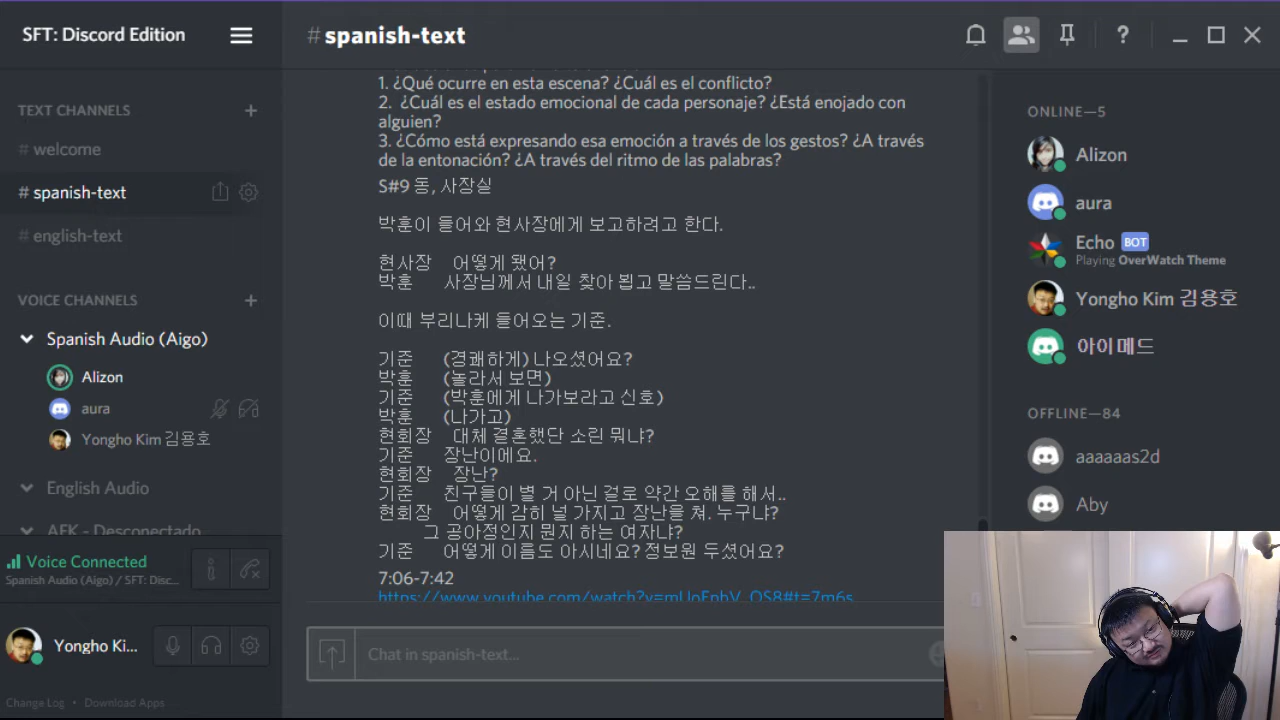 SFT: Discord Edition
TEXT CHANNELS
# welcome
# spanish-text
# english-text
VOICE CHANNELS
Spanish Audio (Aigo)
Alizon
aura
Yongho Kim 김용호
English Audio
AFK - Desconectado
Voice Connected
Spanish Audio (Aigo) / SFT: Disc...
Yongho Ki...
Change Log • Download Apps
# spanish-text
1. ¿Qué ocurre en esta escena? ¿Cuál es el conflicto?
2. ¿Cuál es el estado emocional de cada personaje? ¿Está enojado con
alguien?
3. ¿Cómo está expresando esa emoción a través de los gestos? ¿A través
de la entonación? ¿A través del ritmo de las palabras?
S#9 동, 사장실
박훈이 들어와 현사장에게 보고하려고 한다.
현사장 어떻게 됐어?
박훈 사장님께서 내일 찾아 뵙고 말씀드린다..
이때 부리나케 들어오는 기준.
기준 (경쾌하게) 나오셨어요?
박훈 (놀라서 보면)
기준 (박훈에게 나가보라고 신호)
박훈 (나가고)
현회장 대체 결혼했단 소린 뭐냐?
기준 장난이에요.
현회장 장난?
기준 친구들이 별 거 아닌 걸로 약간 오해를 해서..
현회장 어떻게 감히 널 가지고 장난을 쳐. 누구냐?
그 공아정인지 뭔지 하는 여자냐?
기준 어떻게 이름도 아시네요? 정보원 두셨어요?
7:06-7:42
https://www.youtube.com/watch?v=mUoEpbV_QS8#t=7m6s
Chat in spanish-text...
ONLINE—5
Alizon
aura
Echo BOT
Playing OverWatch Theme
Yongho Kim 김용호
아이메드
OFFLINE—84
aaaaaas2d
Aby